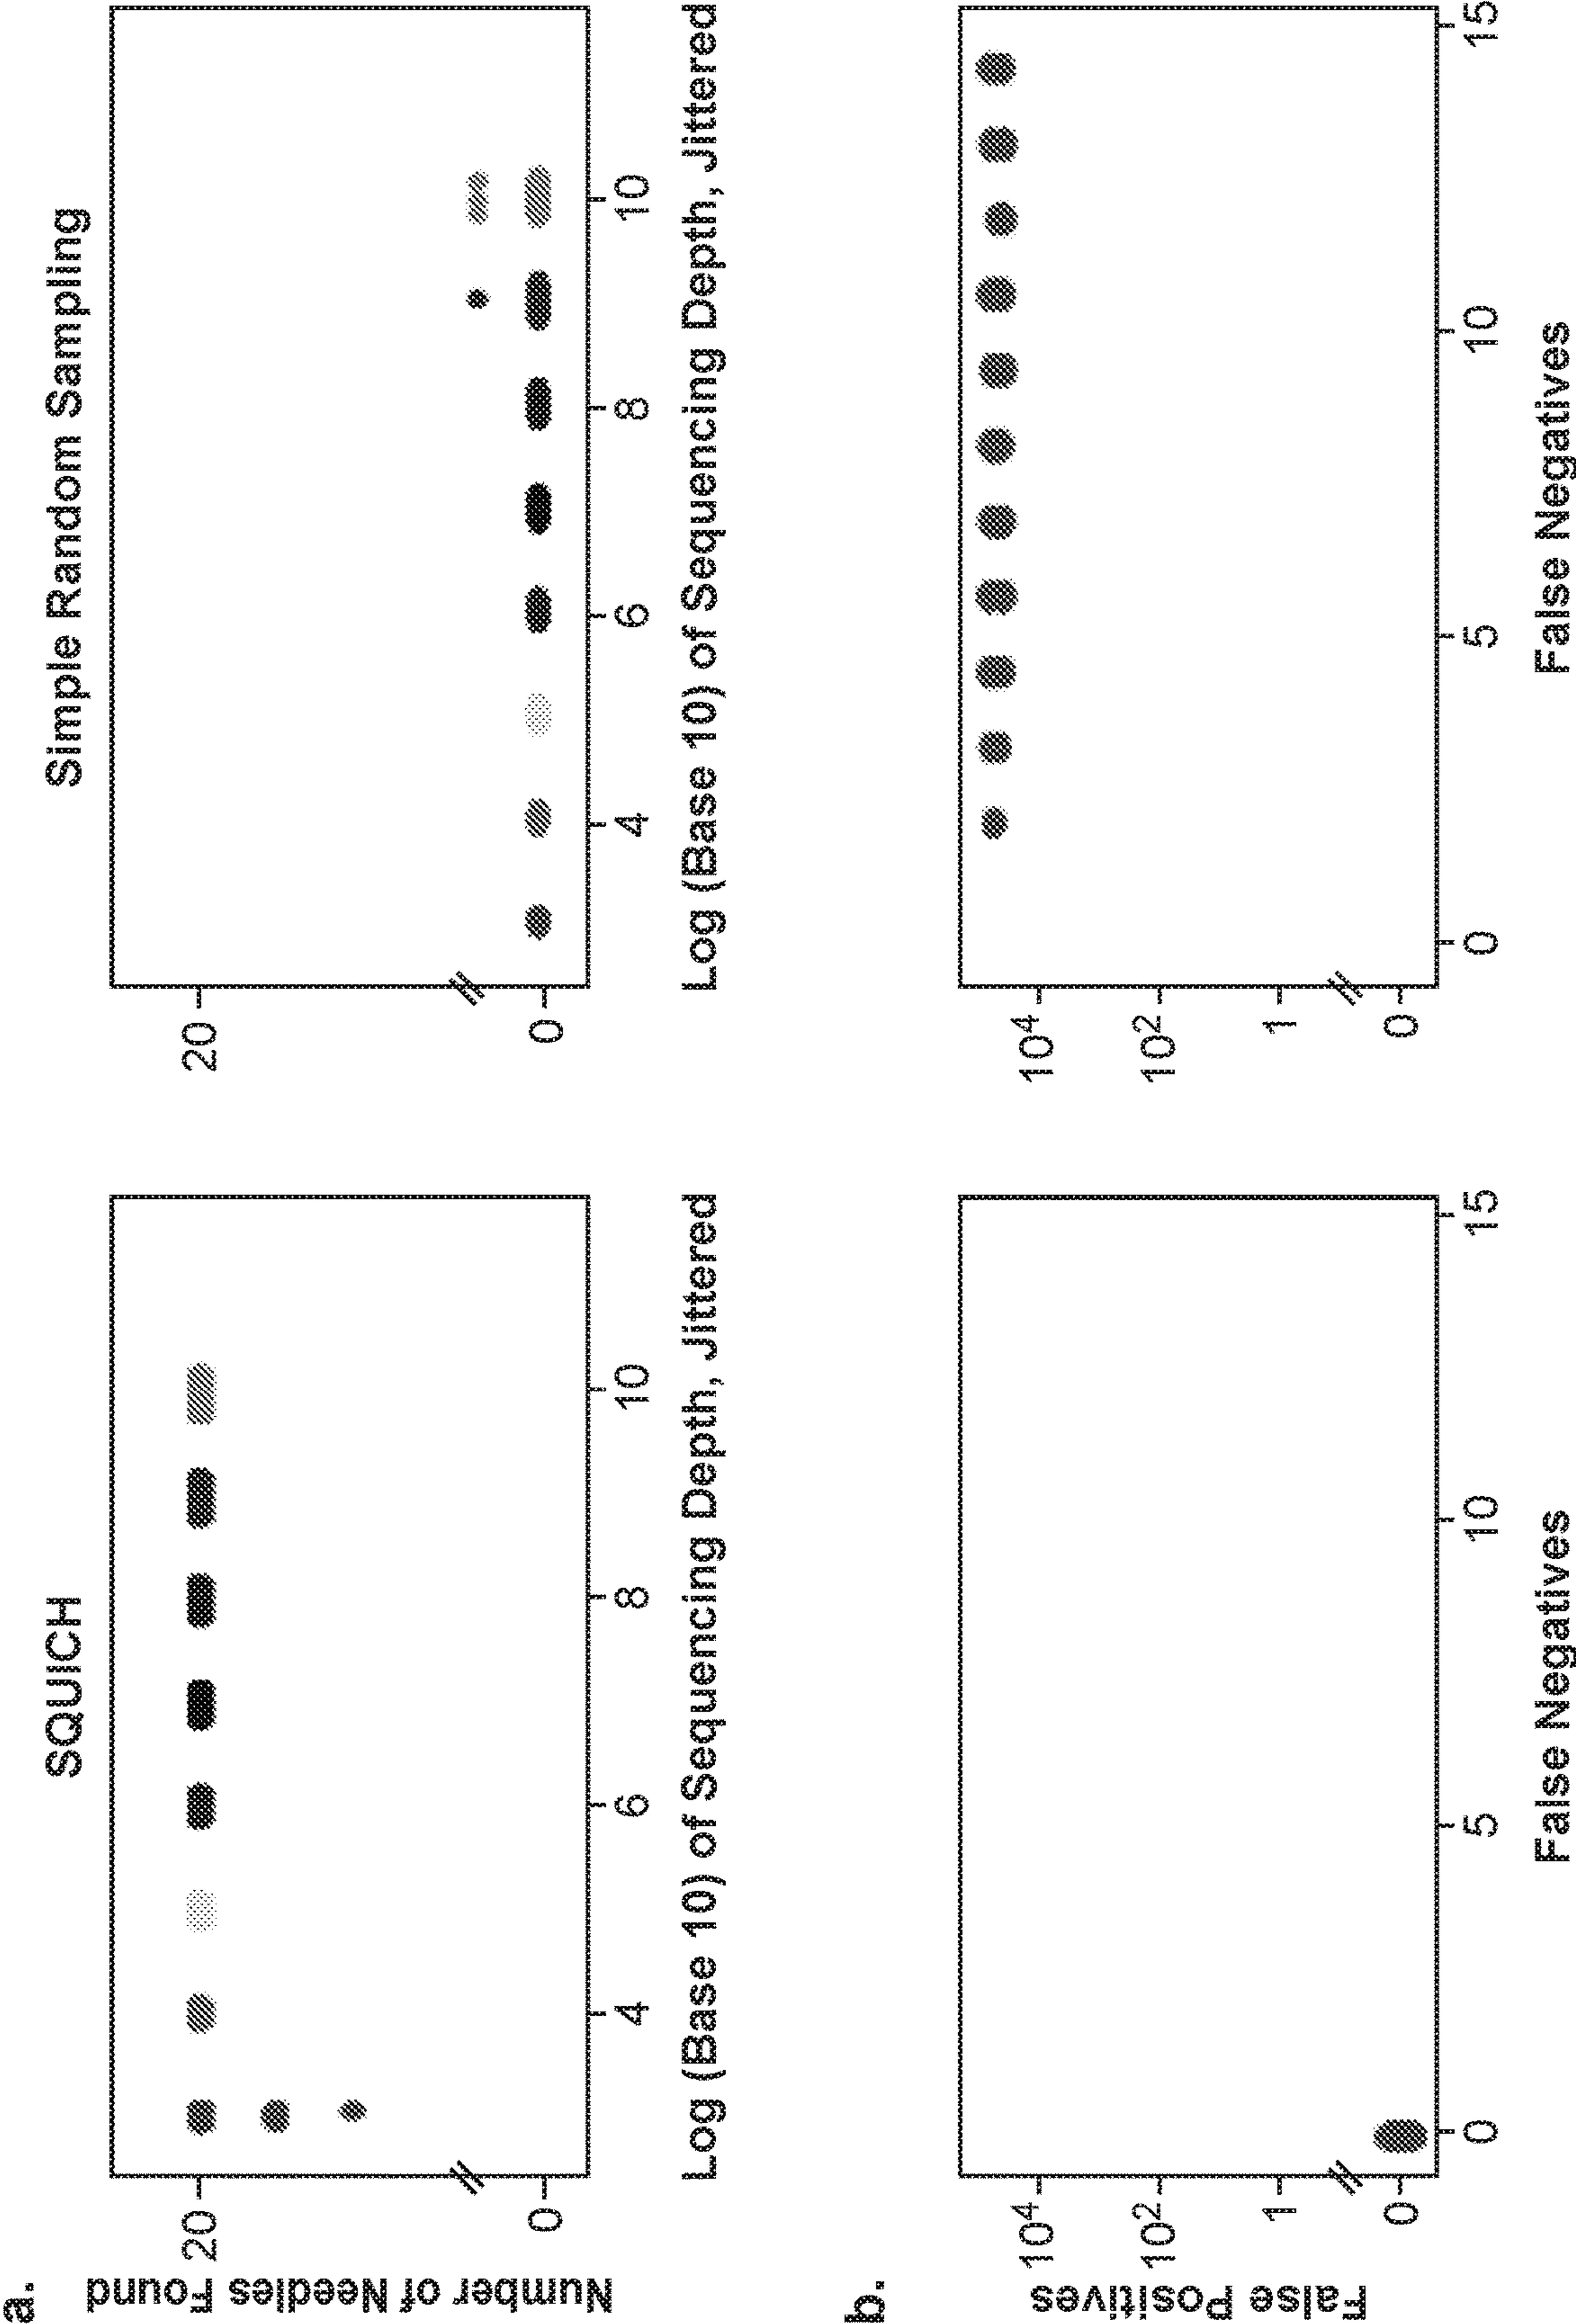 a.
SQUICH
Simple Random Sampling
Number of Needles Found
20
0
4
6
8
10
Log (Base 10) of Sequencing Depth, Jittered
20
0
4
6
8
10
Log (Base 10) of Sequencing Depth, Jittered
b.
False Positives
10⁴
10²
1
0
0
5
10
15
False Negatives
10⁴
10²
1
0
0
5
10
15
False Negatives